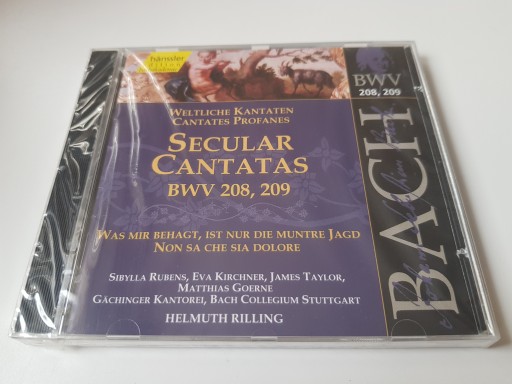 hänssler
BWV
208, 209
WELTLICHE KANTATEN
CANTATES PROFANES
SECULAR
CANTATAS
BWV 208, 209
WAS MIR BEHAGT, IST NUR DIE MUNTRE JAGD
NON SA CHE SIA DOLORE
SIBYLLA RUBENS, EVA KIRCHNER, JAMES TAYLOR,
MATTHIAS GOERNE
GÄCHINGER KANTOREI, BACH COLLEGIUM STUTTGART
HELMUTH RILLING
BACH